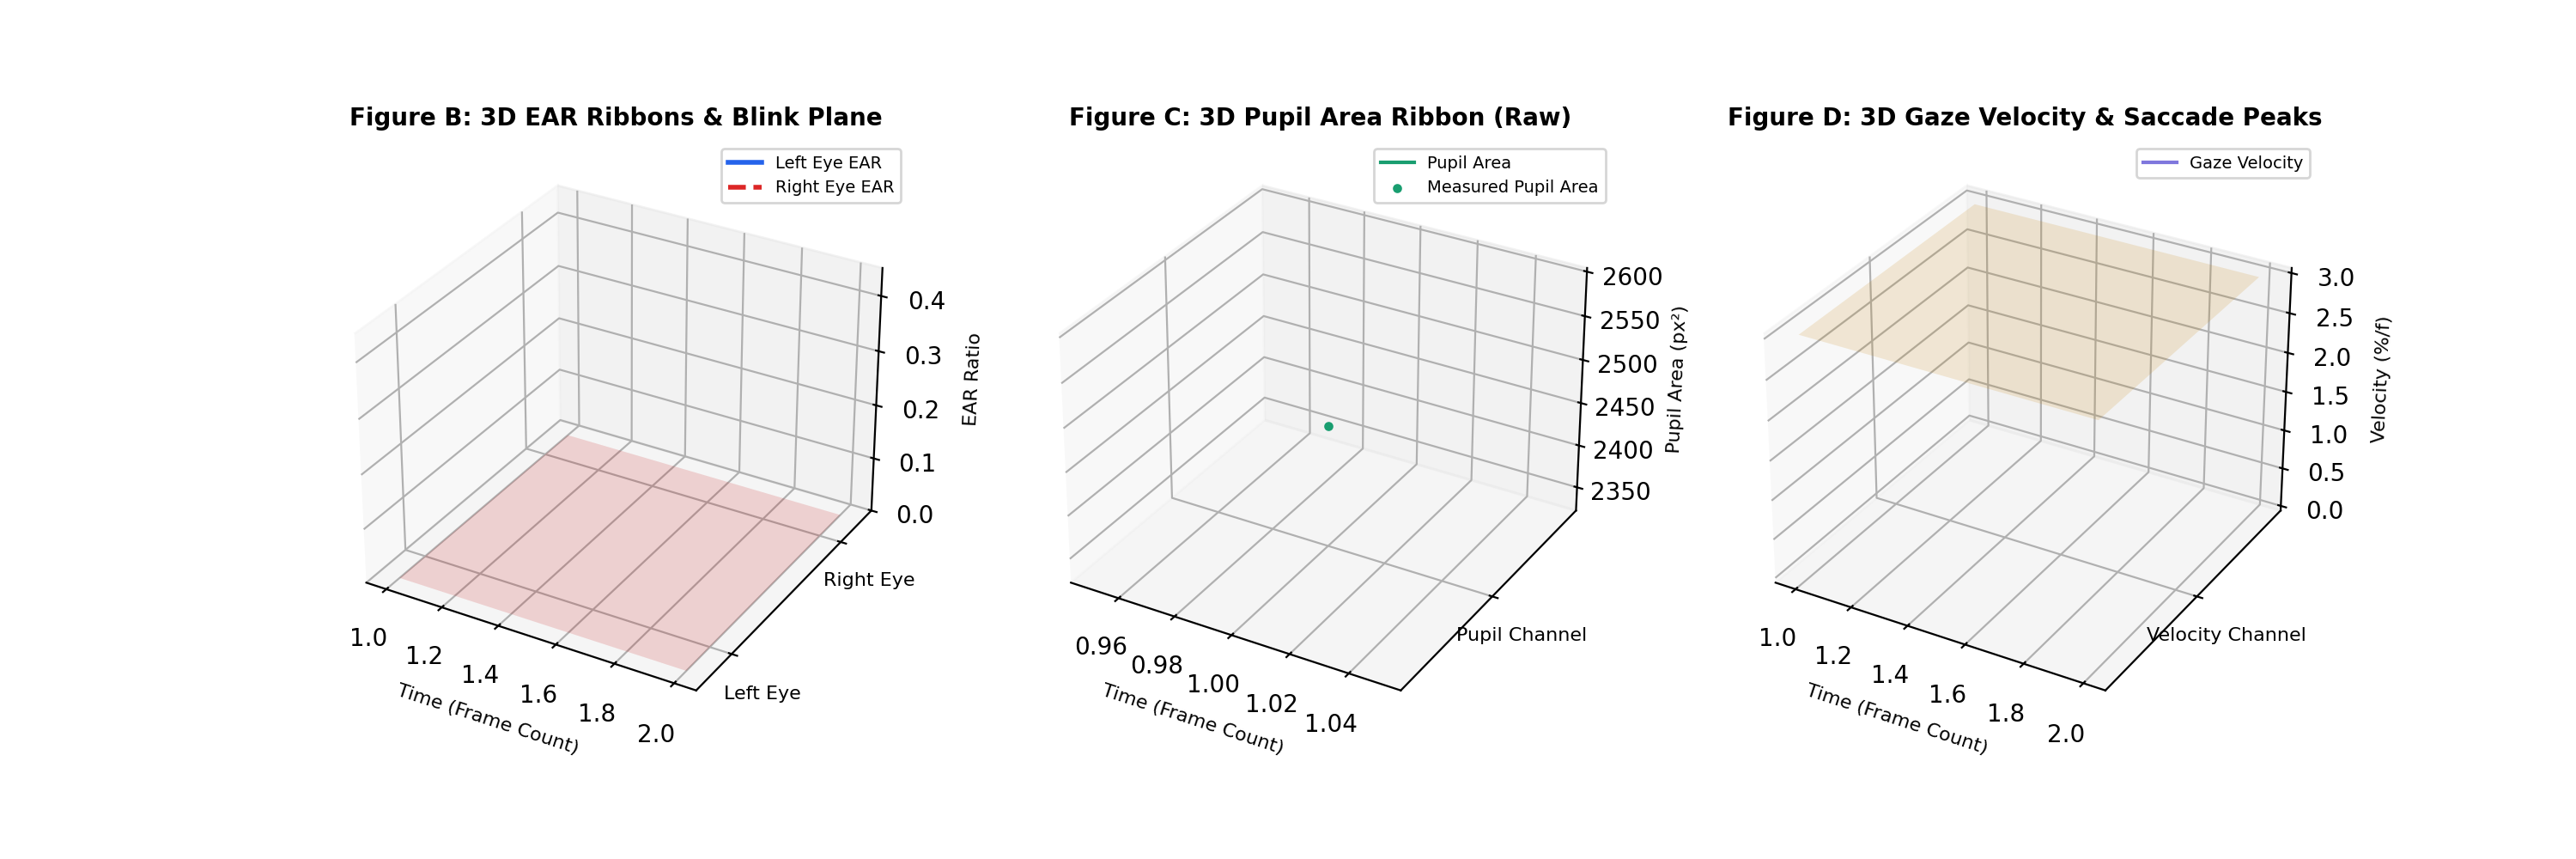 Figure B: 3D EAR Ribbons & Blink Plane
Left Eye EAR
Right Eye EAR
0.4
0.3
0.2
0.1
0.0
EAR Ratio
Right Eye
Left Eye
1.0
1.2
1.4
1.6
1.8
2.0
Time (Frame Count)
Figure C: 3D Pupil Area Ribbon (Raw)
Pupil Area
Measured Pupil Area
2600
2550
2500
2450
2400
2350
Pupil Area (px²)
Pupil Channel
0.96
0.98
1.00
1.02
1.04
Time (Frame Count)
Figure D: 3D Gaze Velocity & Saccade Peaks
Gaze Velocity
3.0
2.5
2.0
1.5
1.0
0.5
0.0
Velocity (%/f)
Velocity Channel
1.0
1.2
1.4
1.6
1.8
2.0
Time (Frame Count)